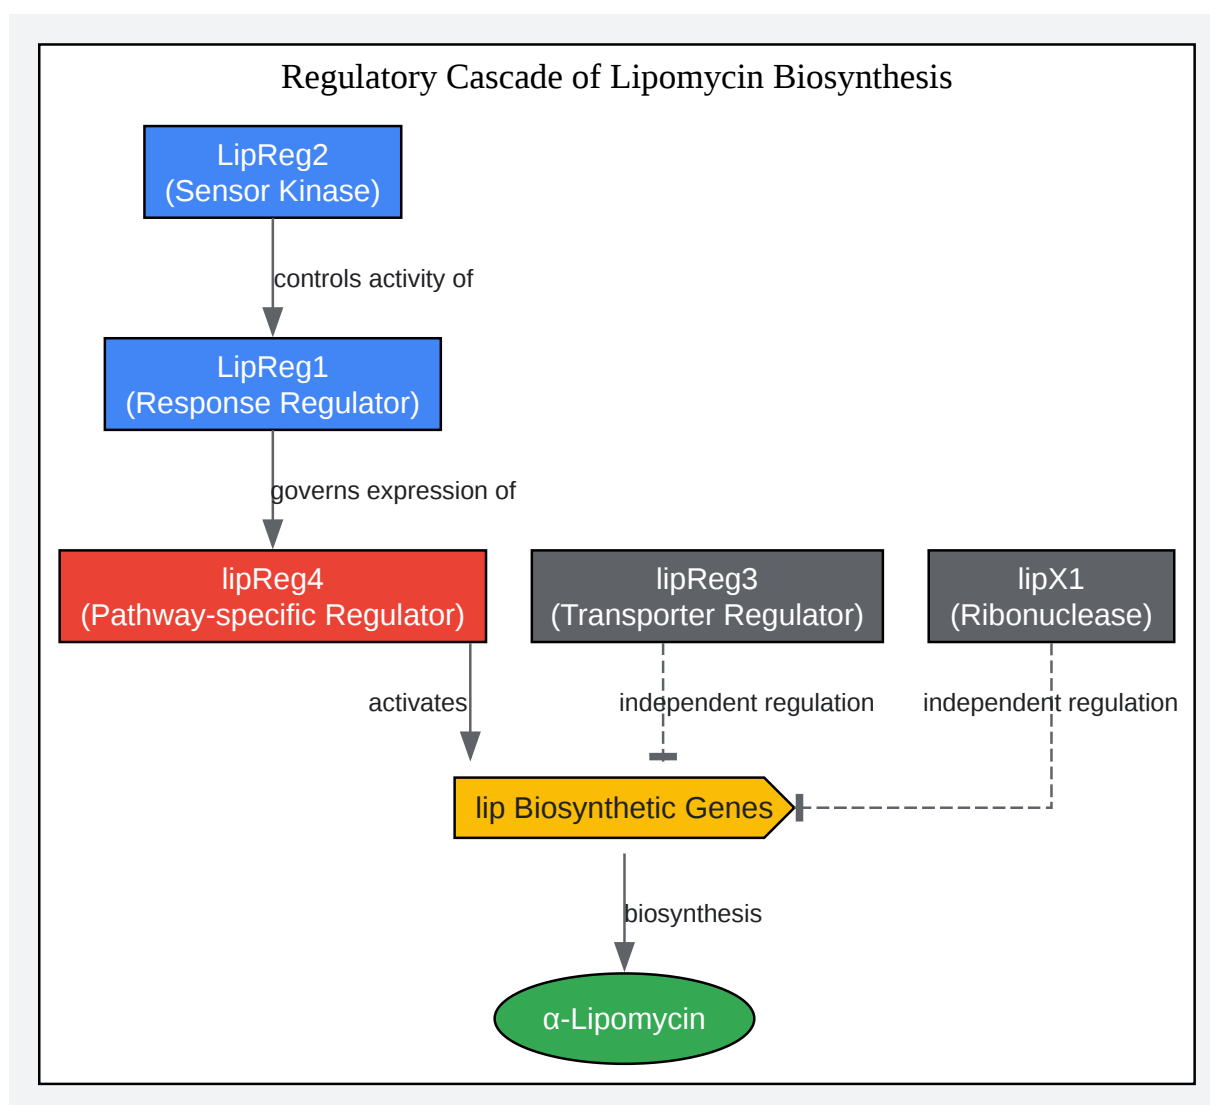 Regulatory Cascade of Lipomycin Biosynthesis
LipReg2
(Sensor Kinase)
controls activity of
LipReg1
(Response Regulator)
governs expression of
lipReg4
(Pathway-specific Regulator)
lipReg3
(Transporter Regulator)
lipX1
(Ribonuclease)
activates
independent regulation
independent regulation
lip Biosynthetic Genes
biosynthesis
α-Lipomycin